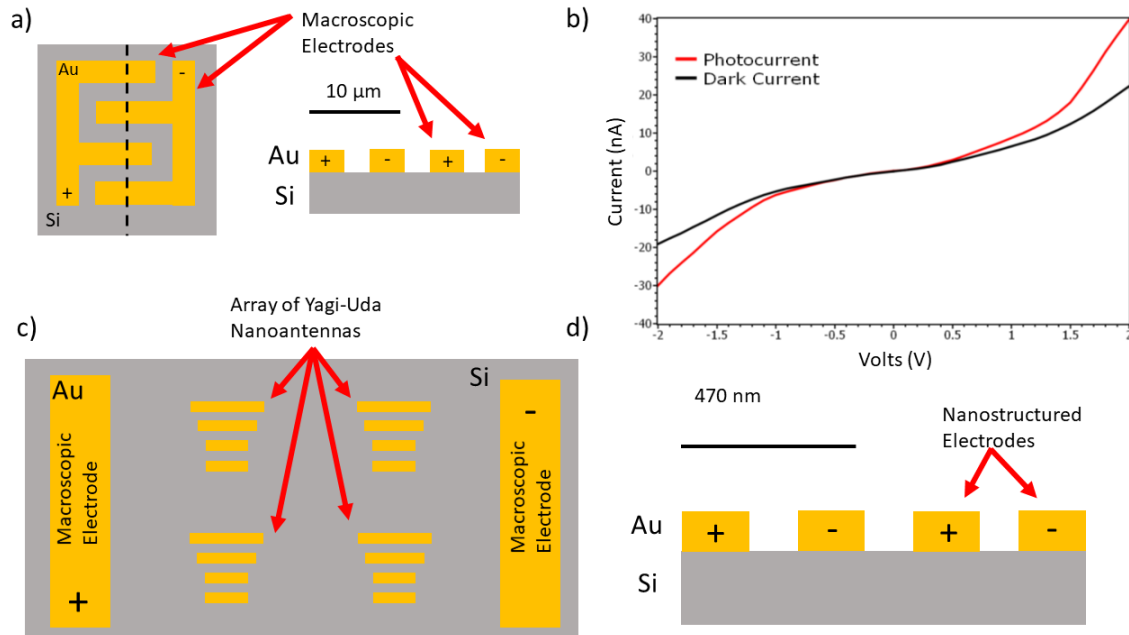 a)
Macroscopic
Electrodes
Au
-
+
Si
10 μm
Au
+
-
+
-
Si
b)
40
30
20
10
0
-10
-20
-30
-40
Current (nA)
Photocurrent
Dark Current
-2
-1.5
-1
-0.5
0
0.5
1
1.5
2
Volts (V)
c)
Array of Yagi-Uda
Nanoantennas
Au
Si
Macroscopic
Electrode
+
-
Macroscopic
Electrode
d)
470 nm
Nanostructured
Electrodes
Au
+
-
+
-
Si